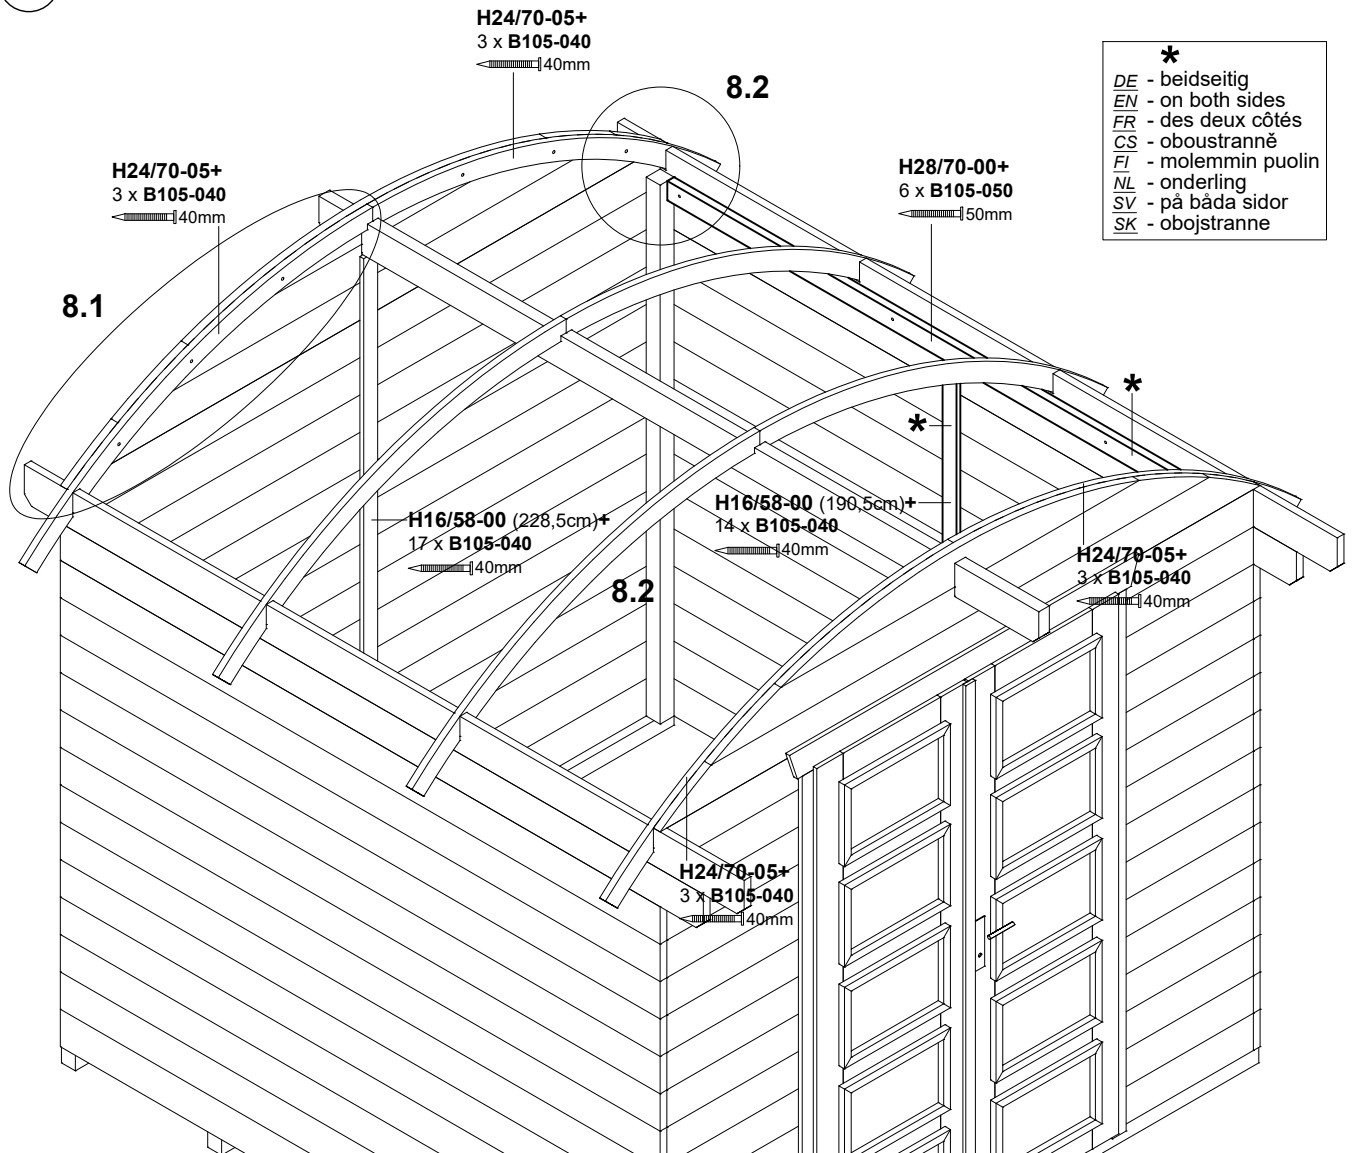 H24/70-05+
3 x B105-040
40mm
8.2
*
DE - beidseitig
EN - on both sides
FR - des deux côtés
CS - oboustranně
FI - molemmin puolin
NL - onderling
SV - på båda sidor
SK - obojstranne
H24/70-05+
3 x B105-040
40mm
H28/70-00+
6 x B105-050
50mm
8.1
*
*
H16/58-00 (228,5cm)+
17 x B105-040
40mm
H16/58-00 (190,5cm)+
14 x B105-040
40mm
8.2
H24/70-05+
3 x B105-040
40mm
H24/70-05+
3 x B105-040
40mm